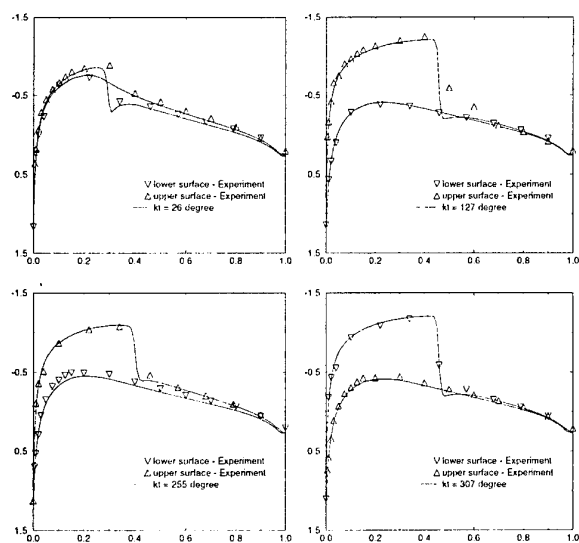 -1.5
-0.5
0.5
1.5
0.0 0.2 0.4 0.6 0.8 1.0
▽ lower surface - Experiment
△ upper surface - Experiment
kt = 26 degree
-1.5
-0.5
0.5
1.5
0.0 0.2 0.4 0.6 0.8 1.0
▽ lower surface - Experiment
△ upper surface - Experiment
kt = 127 degree
-1.5
-0.5
0.5
1.5
0.0 0.2 0.4 0.6 0.8 1.0
▽ lower surface - Experiment
△ upper surface - Experiment
kt = 255 degree
-1.5
-0.5
0.5
1.5
0.0 0.2 0.4 0.6 0.8 1.0
▽ lower surface - Experiment
△ upper surface - Experiment
kt = 307 degree